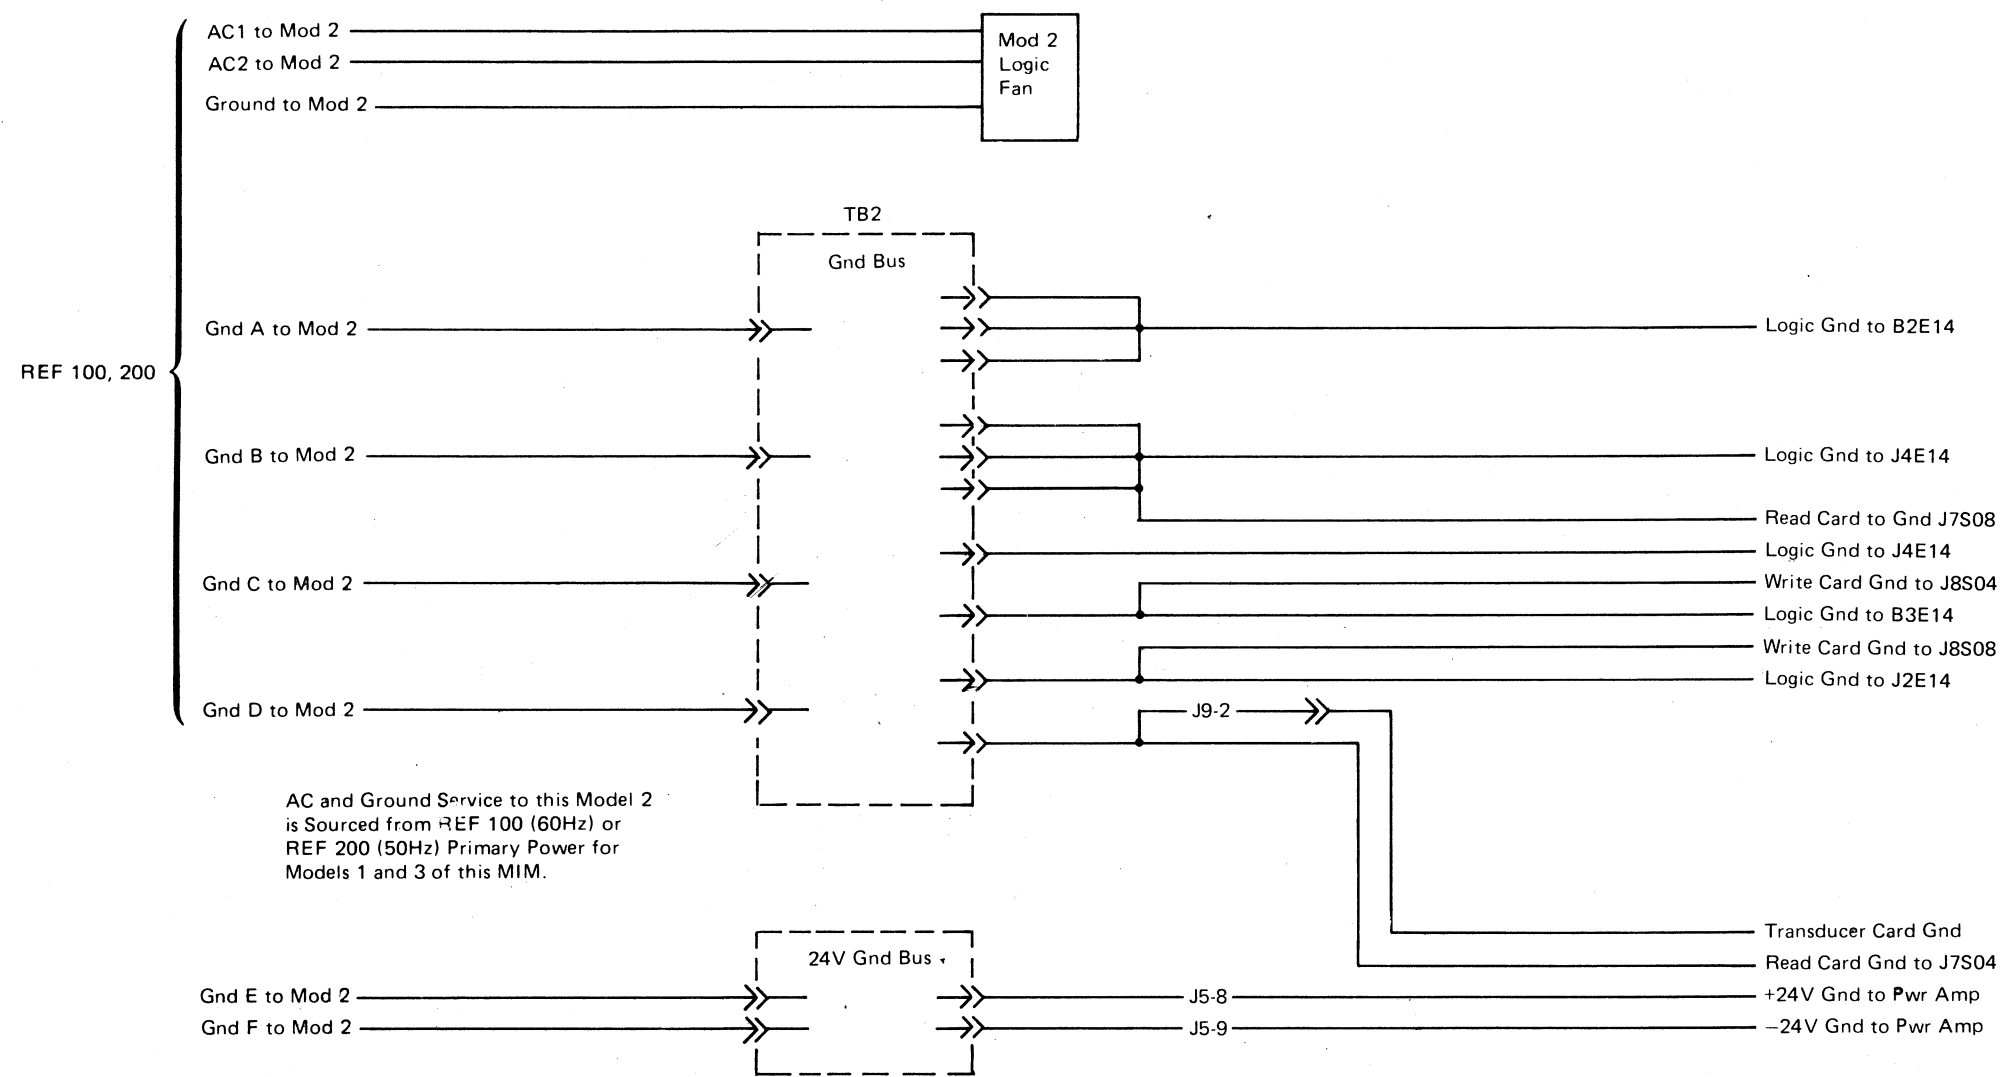 AC1 to Mod 2
AC2 to Mod 2
Ground to Mod 2
Mod 2
Logic
Fan
TB2
Gnd Bus
REF 100, 200
Gnd A to Mod 2
Gnd B to Mod 2
Gnd C to Mod 2
Gnd D to Mod 2
Logic Gnd to B2E14
Logic Gnd to J4E14
Read Card to Gnd J7S08
Logic Gnd to J4E14
Write Card Gnd to J8S04
Logic Gnd to B3E14
Write Card Gnd to J8S08
Logic Gnd to J2E14
J9-2
AC and Ground Service to this Model 2
is Sourced from REF 100 (60Hz) or
REF 200 (50Hz) Primary Power for
Models 1 and 3 of this MIM.
24V Gnd Bus
Gnd E to Mod 2
Gnd F to Mod 2
J5-8
J5-9
Transducer Card Gnd
Read Card Gnd to J7S04
+24V Gnd to Pwr Amp
−24V Gnd to Pwr Amp